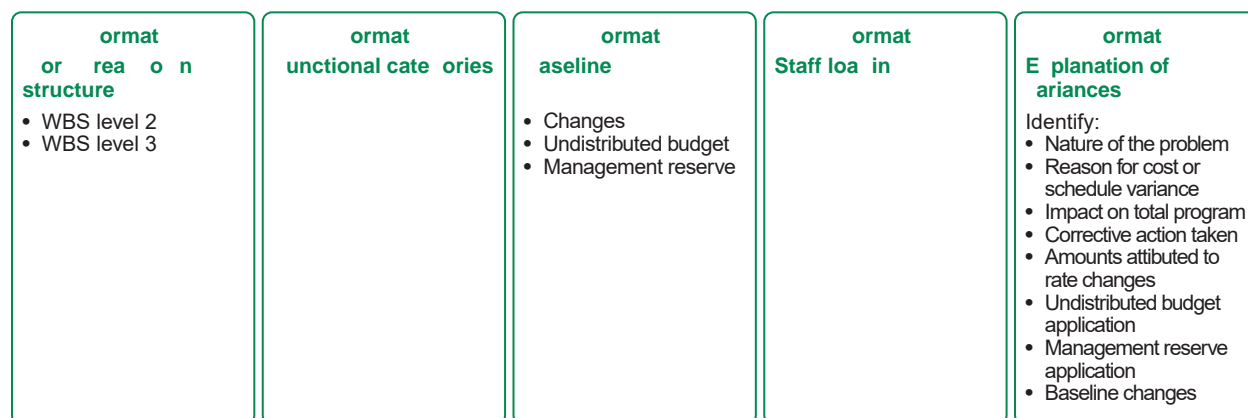 ormat
or rea o n
structure
• WBS level 2
• WBS level 3
ormat
unctional cate ories
ormat
aseline
• Changes
• Undistributed budget
• Management reserve
ormat
Staff loa in
ormat
E planation of
ariances
Identify:
• Nature of the problem
• Reason for cost or
schedule variance
• Impact on total program
• Corrective action taken
• Amounts attibuted to
rate changes
• Undistributed budget
application
• Management reserve
application
• Baseline changes